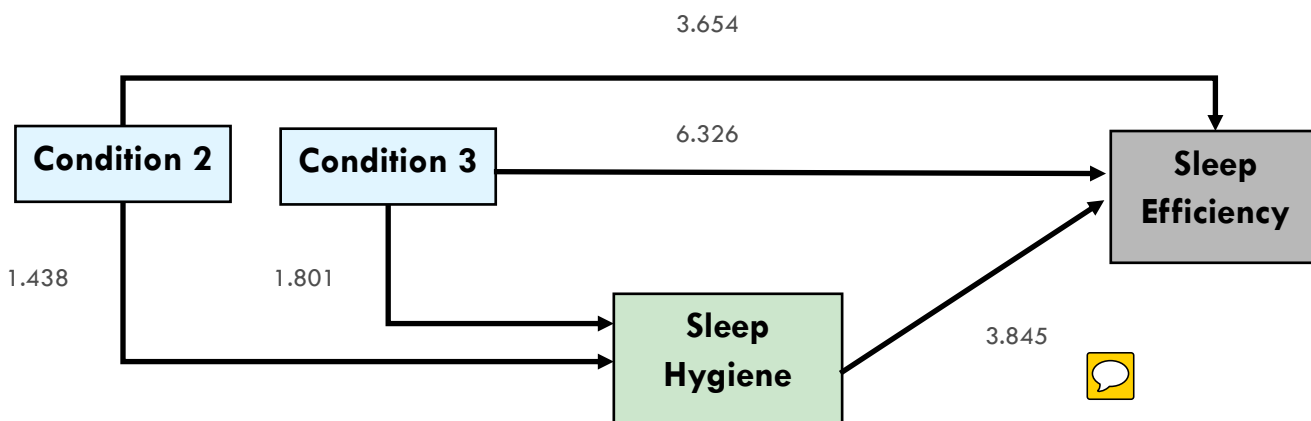 3.654
Condition 2
Condition 3
6.326
Sleep
Efficiency
1.438
1.801
Sleep
Hygiene
3.845